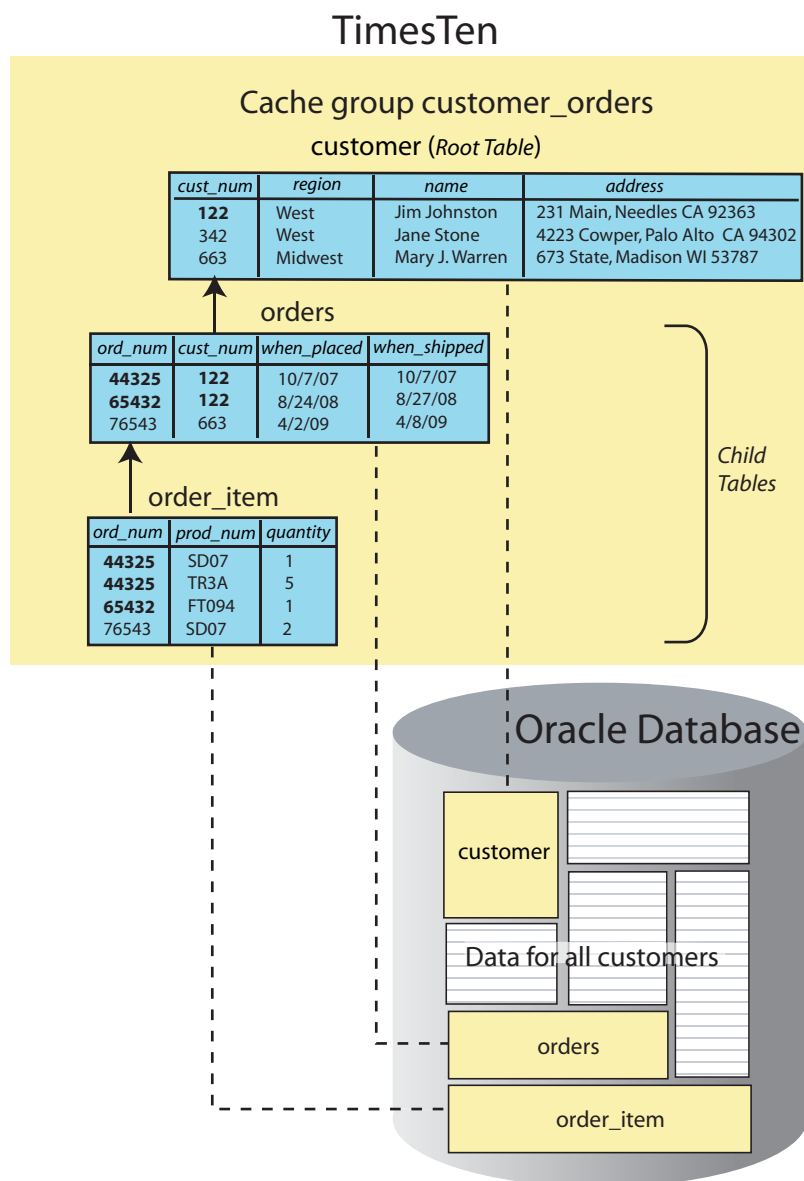 TimesTen
Cache group customer_orders
customer (Root Table)
cust_num region name address
122 West Jim Johnston 231 Main, Needles CA 92363
342 West Jane Stone 4223 Cowper, Palo Alto CA 94302
663 Midwest Mary J. Warren 673 State, Madison WI 53787
orders
ord_num cust_num when_placed when_shipped
44325 122 10/7/07 10/7/07
65432 122 8/24/08 8/27/08
76543 663 4/2/09 4/8/09
Child
Tables
order_item
ord_num prod_num quantity
44325 SD07 1
44325 TR3A 5
65432 FT094 1
76543 SD07 2
Oracle Database
customer
Data for all customers
orders
order_item